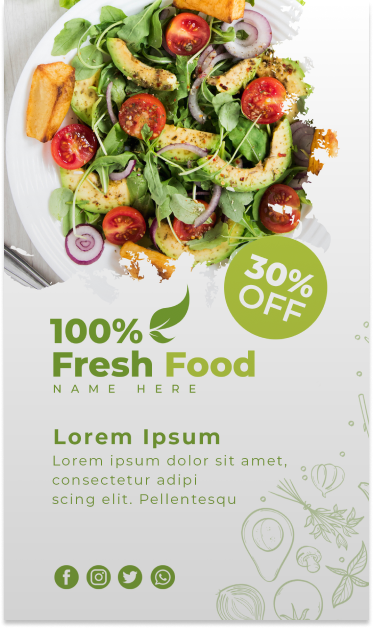 30%
OFF
100%
Fresh Food
NAME HERE
Lorem Ipsum
Lorem ipsum dolor sit amet,
consectetur adipi
scing elit. Pellentesqu